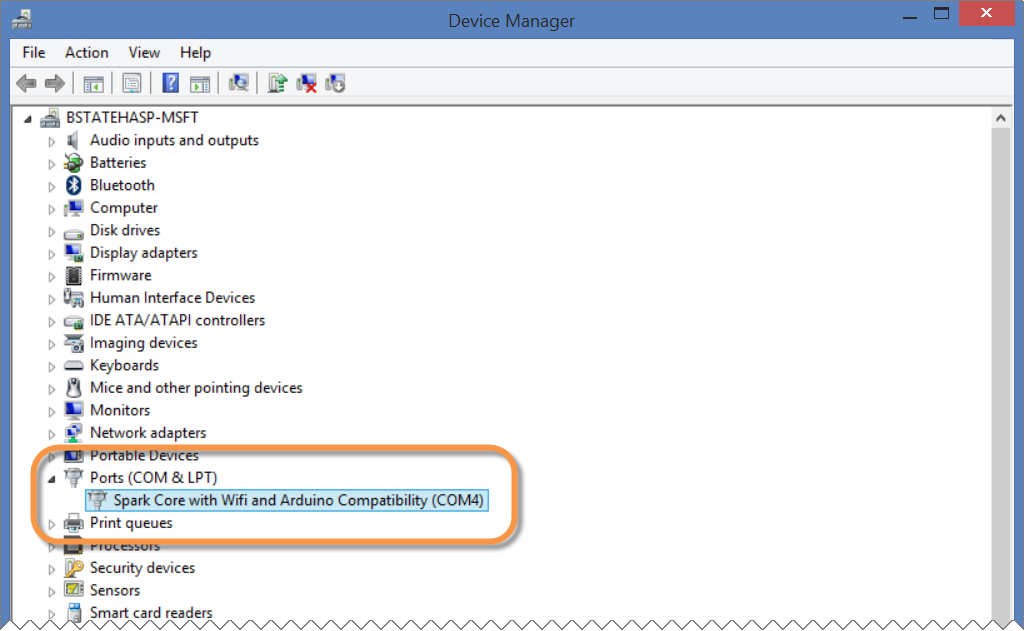 Device Manager
File Action View Help
BSTATEHASP-MSFT
Audio inputs and outputs
Batteries
Bluetooth
Computer
Disk drives
Display adapters
Firmware
Human Interface Devices
IDE ATA/ATAPI controllers
Imaging devices
Keyboards
Mice and other pointing devices
Monitors
Network adapters
Portable Devices
Ports (COM & LPT)
Spark Core with Wifi and Arduino Compatibility (COM4)
Print queues
Processors
Security devices
Sensors
Smart card readers